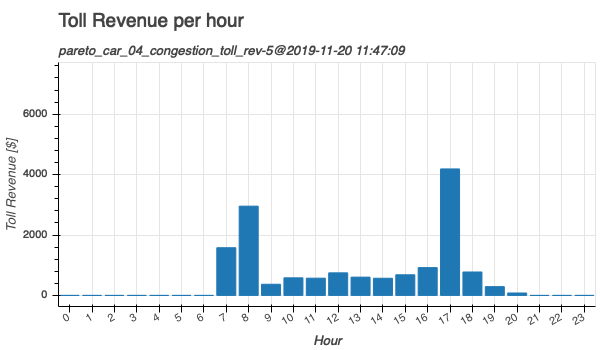 Toll Revenue per hour
pareto_car_04_congestion_toll_rev-5@2019-11-20 11:47:09
Toll Revenue [$]
6000
4000
2000
0
0 1 2 3 4 5 6 7 8 9 10 11 12 13 14 15 16 17 18 19 20 21 22 23
Hour